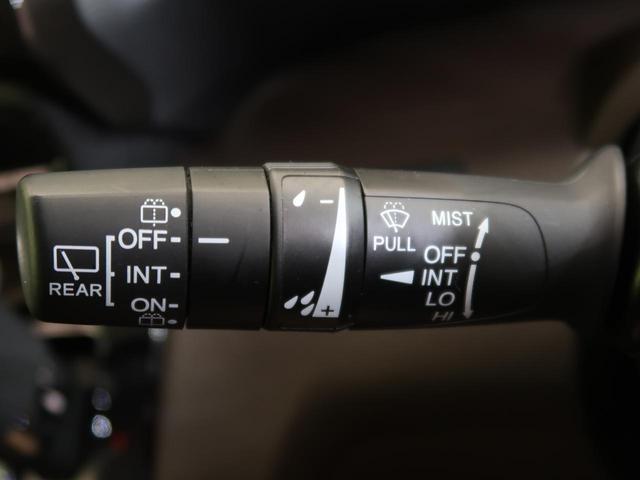 OFF
INT
ON
REAR
-
+
PULL
MIST
OFF
INT
LO
HI